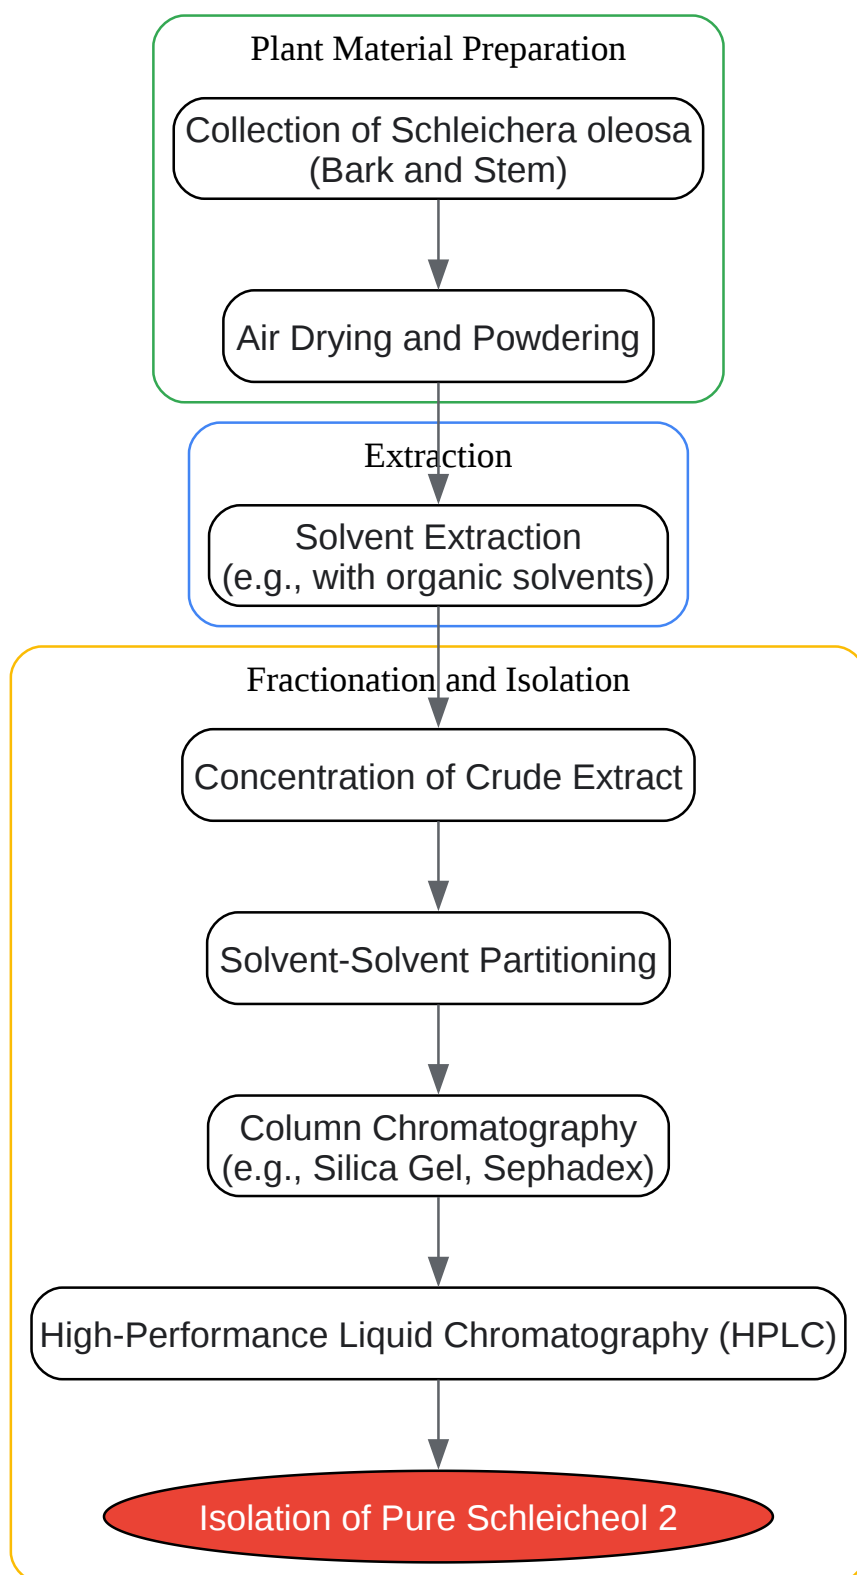 Plant Material Preparation
Collection of Schleichera oleosa
(Bark and Stem)
Air Drying and Powdering
Extraction
Solvent Extraction
(e.g., with organic solvents)
Fractionation and Isolation
Concentration of Crude Extract
Solvent-Solvent Partitioning
Column Chromatography
(e.g., Silica Gel, Sephadex)
High-Performance Liquid Chromatography (HPLC)
Isolation of Pure Schleicheol 2